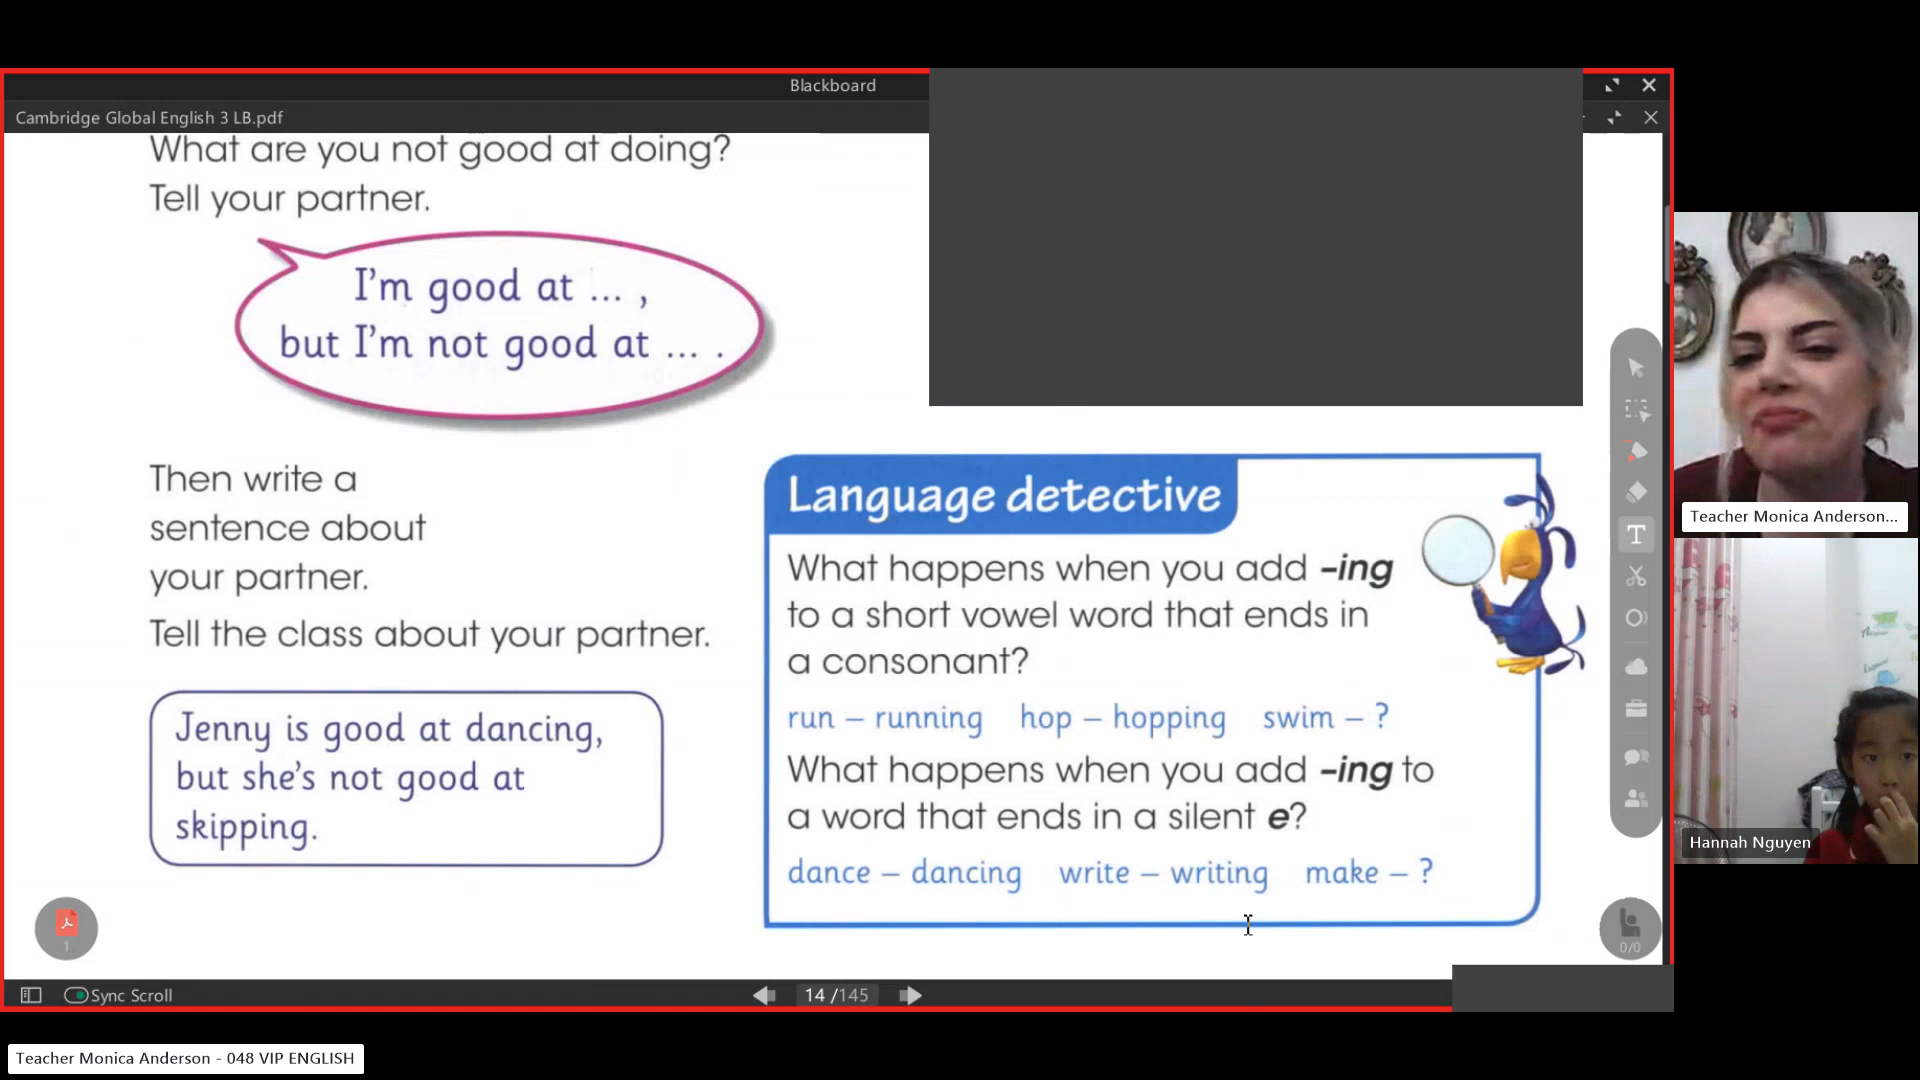 Blackboard
Cambridge Global English 3 LB.pdf
What are you not good at doing?
Tell your partner.
I'm good at ... ,
but I'm not good at ... .
Then write a
sentence about
your partner.
Tell the class about your partner.
Jenny is good at dancing,
but she's not good at
skipping.
Language detective
What happens when you add -ing
to a short vowel word that ends in
a consonant?
run – running hop – hopping swim – ?
What happens when you add -ing to
a word that ends in a silent e?
dance – dancing write – writing make – ?
T
1
0/0
Sync Scroll
14 /145
Teacher Monica Anderson...
Hannah Nguyen
Teacher Monica Anderson - 048 VIP ENGLISH